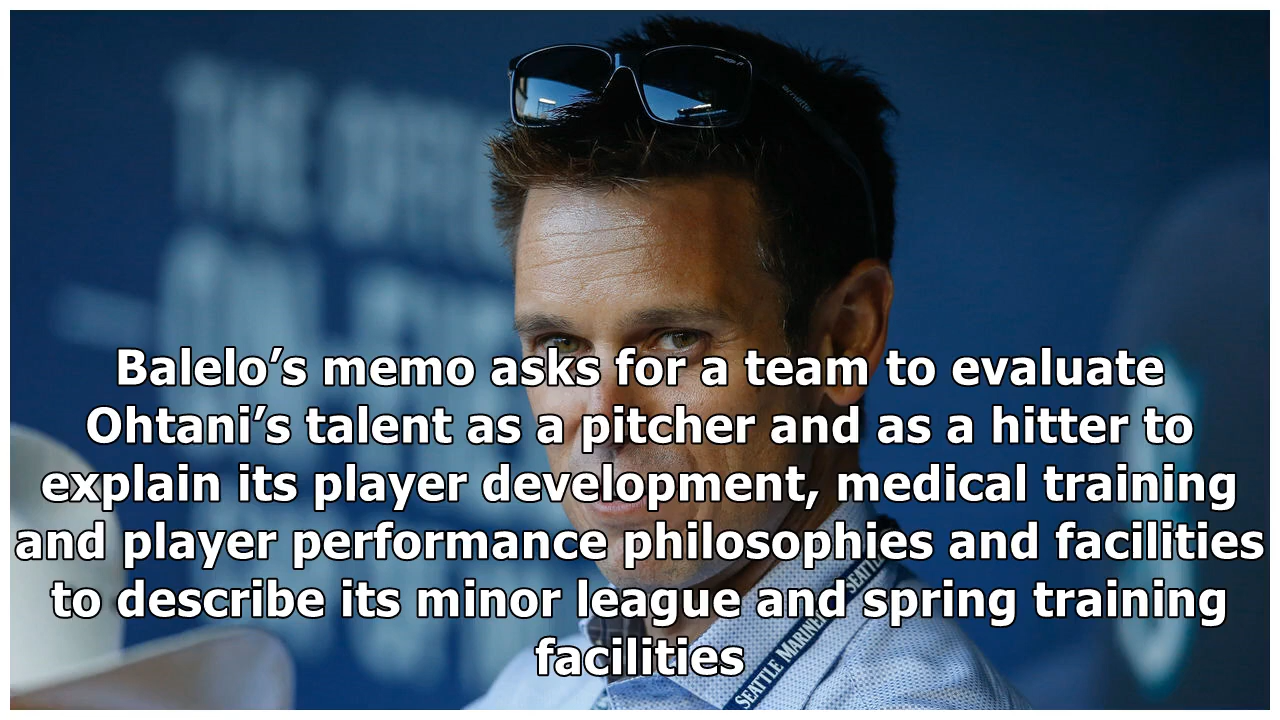 THE
Balelo’s memo asks for a team to evaluate
Ohtani’s talent as a pitcher and as a hitter to
explain its player development, medical training
and player performance philosophies and facilities
to describe its minor league and spring training
facilities
SEATTLE MARINERS
SEATTLE